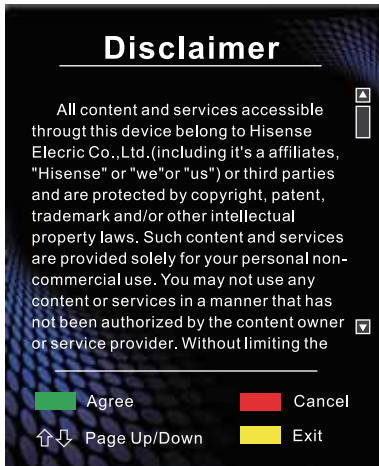 Disclaimer
All content and services accessible
througt this device belong to Hisense
Elecric Co.,Ltd.(including it's a affiliates,
"Hisense" or "we"or "us") or third parties
and are protected by copyright, patent,
trademark and/or other intellectual
property laws. Such content and services
are provided solely for your personal non-
commercial use. You may not use any
content or services in a manner that has
not been authorized by the content owner
or service provider. Without limiting the
Agree
Cancel
Page Up/Down
Exit